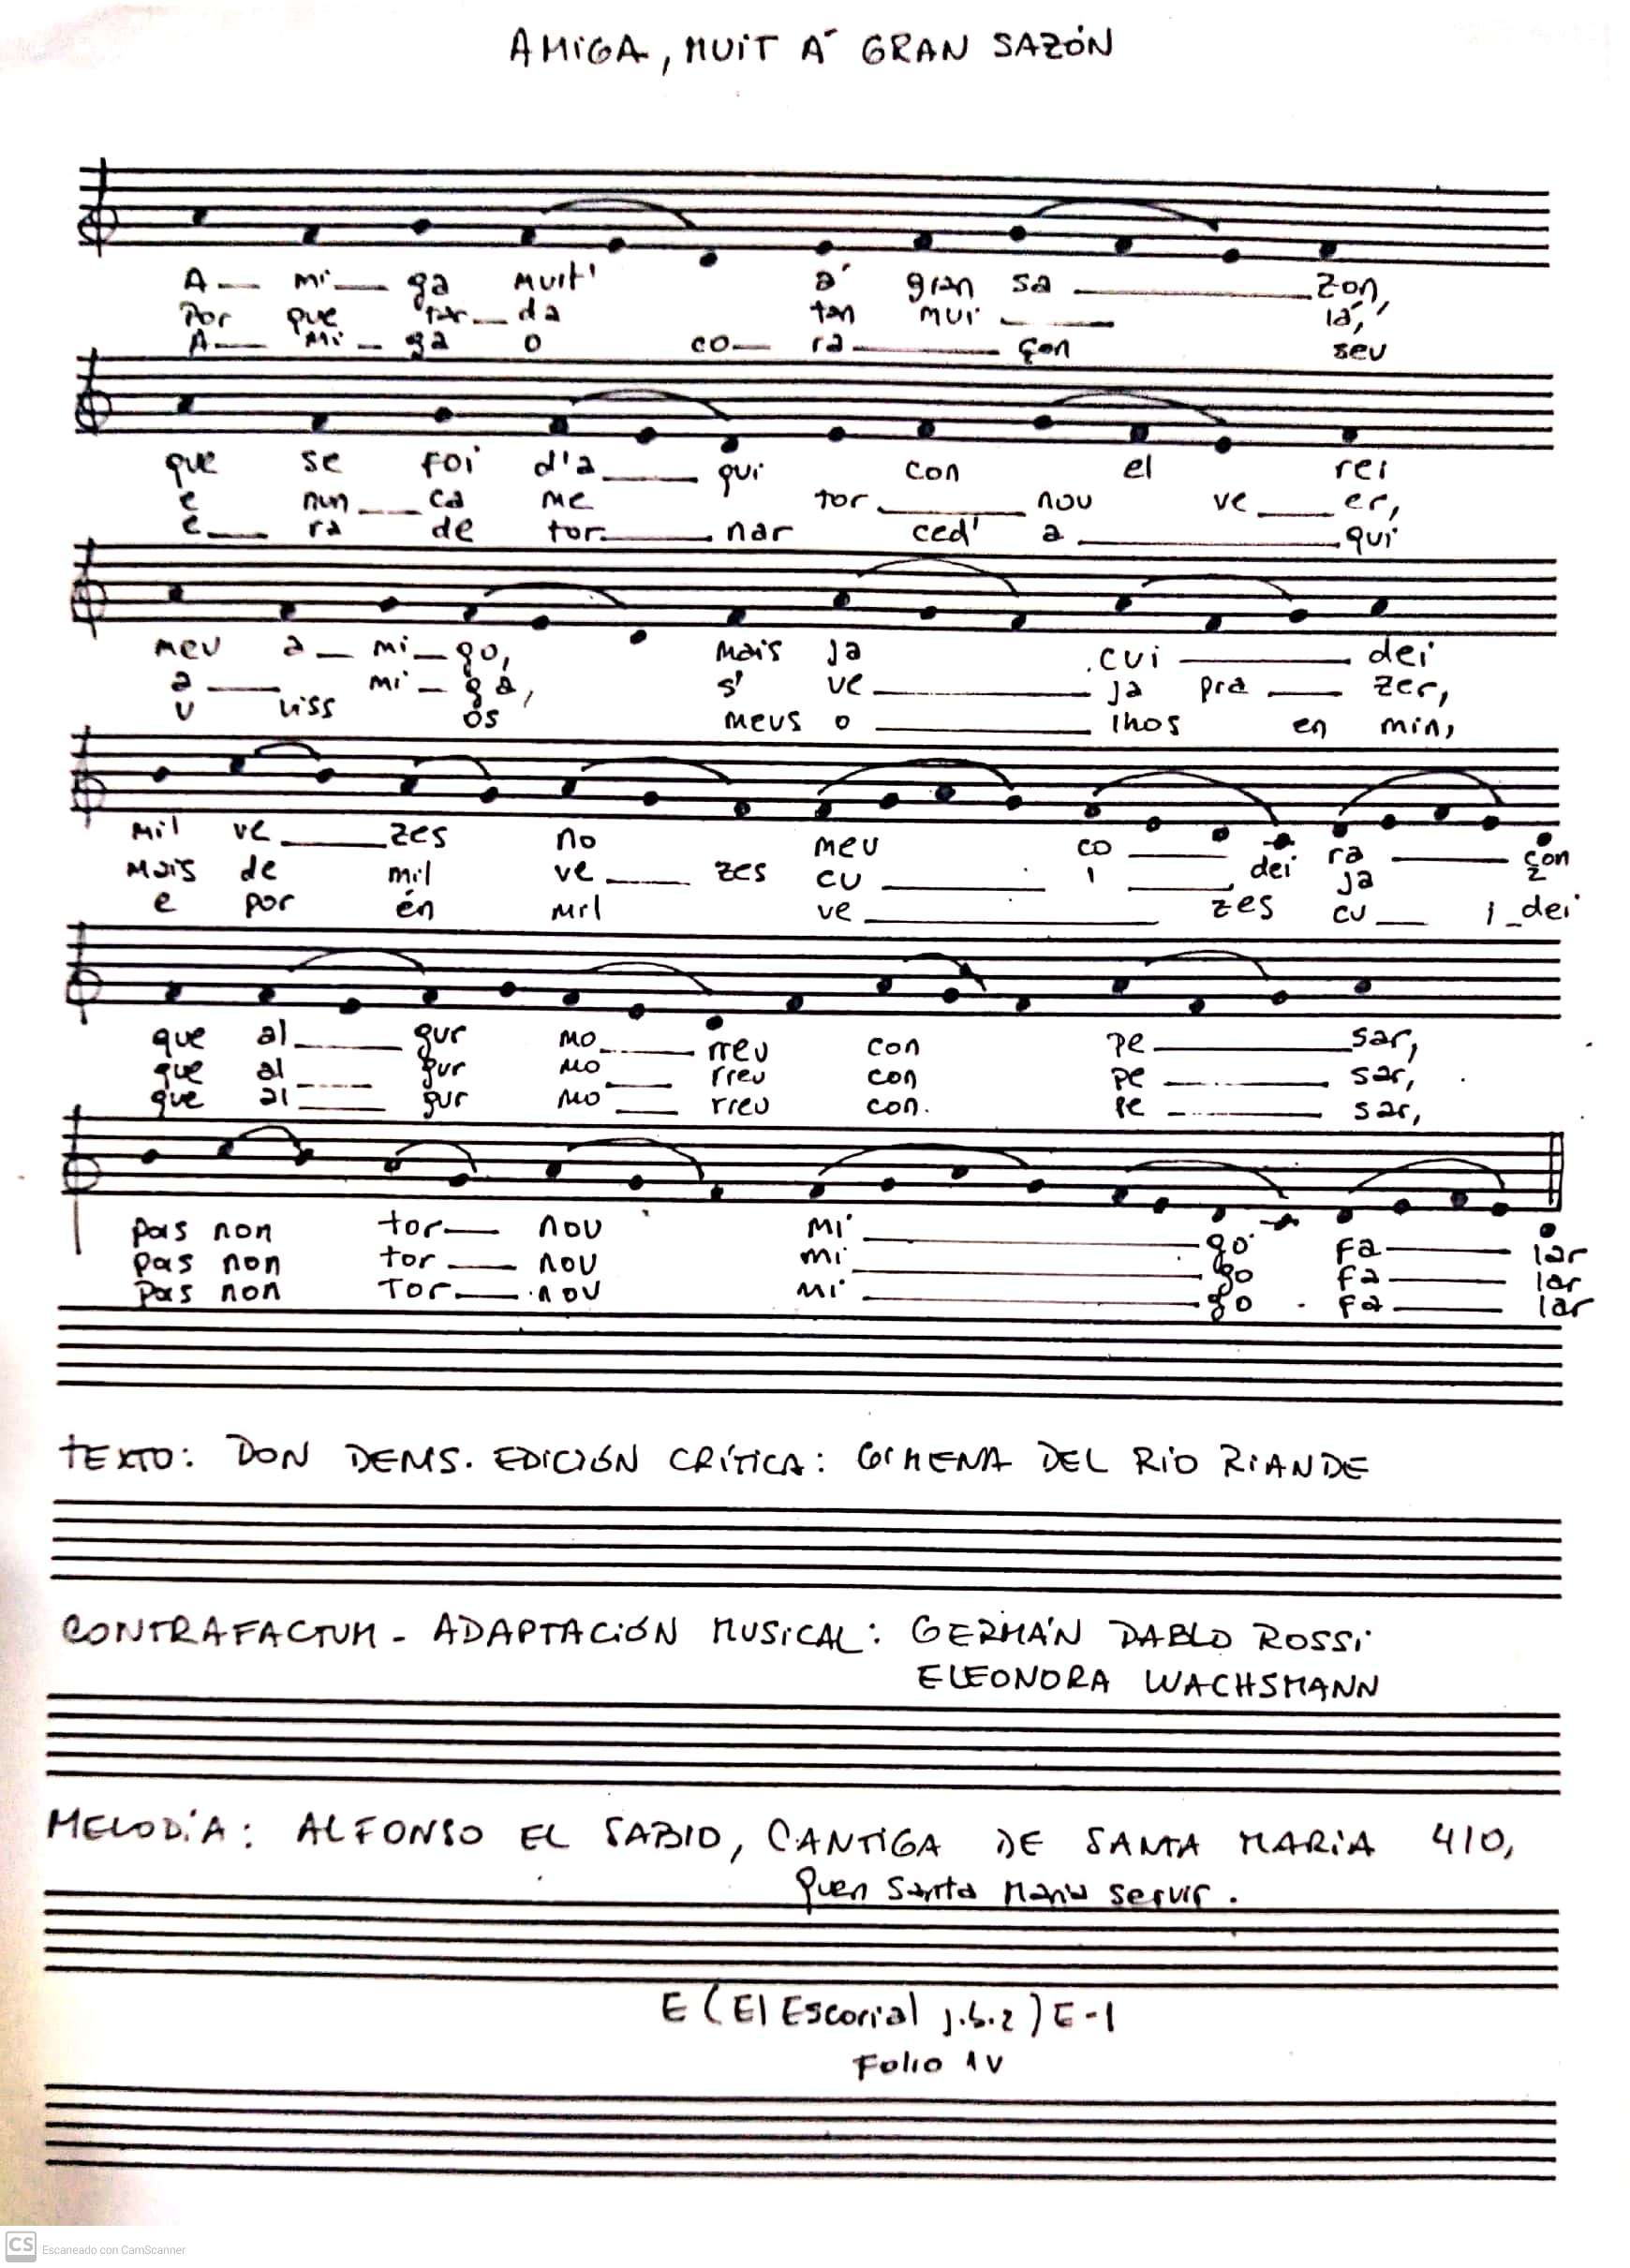 AMIGA, MUIT A' GRAN SAZÓN
A— mi— ga muit' a' gran sa ——— zon,
Por que tar—da tan mui —— lá,
A— mi—ga o co— ra——— çon seu
que se foi d'a—— qui con el rei
e nun—ca me tor —— nou ve—er,
e— ra de tor——nar ced' a ———qui
meu a— mi—go, mais ja cui —— dei
a — mi—ga, s' ve—— ja pra — zer,
v viss os meus o —— lhos en min,
mil ve——zes no meu co —— ra —— çon
mais de mil ve— zes cu —— i —— dei ja
e por én mil ve ——— zes cu— i_dei
que al—— gur mo——rreu con pe ——— sar,
que al—— gur mo—— rreu con pe —— sar,
que al—— gur mo — rreu con. pe —— sar,
pois non tor— nou mi ——— go fa—— lar
pois non tor — nou mi ——— go fa—— lar
pois non tor—nou mi ——— go fa—— lar
TEXTO: DON DENIS. EDICIÓN CRÍTICA: GIMENA DEL RIO RIANDE
CONTRAFACTUM - ADAPTACIÓN MUSICAL: GERMÁN PABLO ROSSI
ELEONORA WACHSMANN
MELODÍA: ALFONSO EL SABIO, CANTIGA DE SANTA MARIA 410,
Quen Santa Maria servir.
E (El Escorial j.b.2) E-1
Folio 1v
CS Escaneado con CamScanner